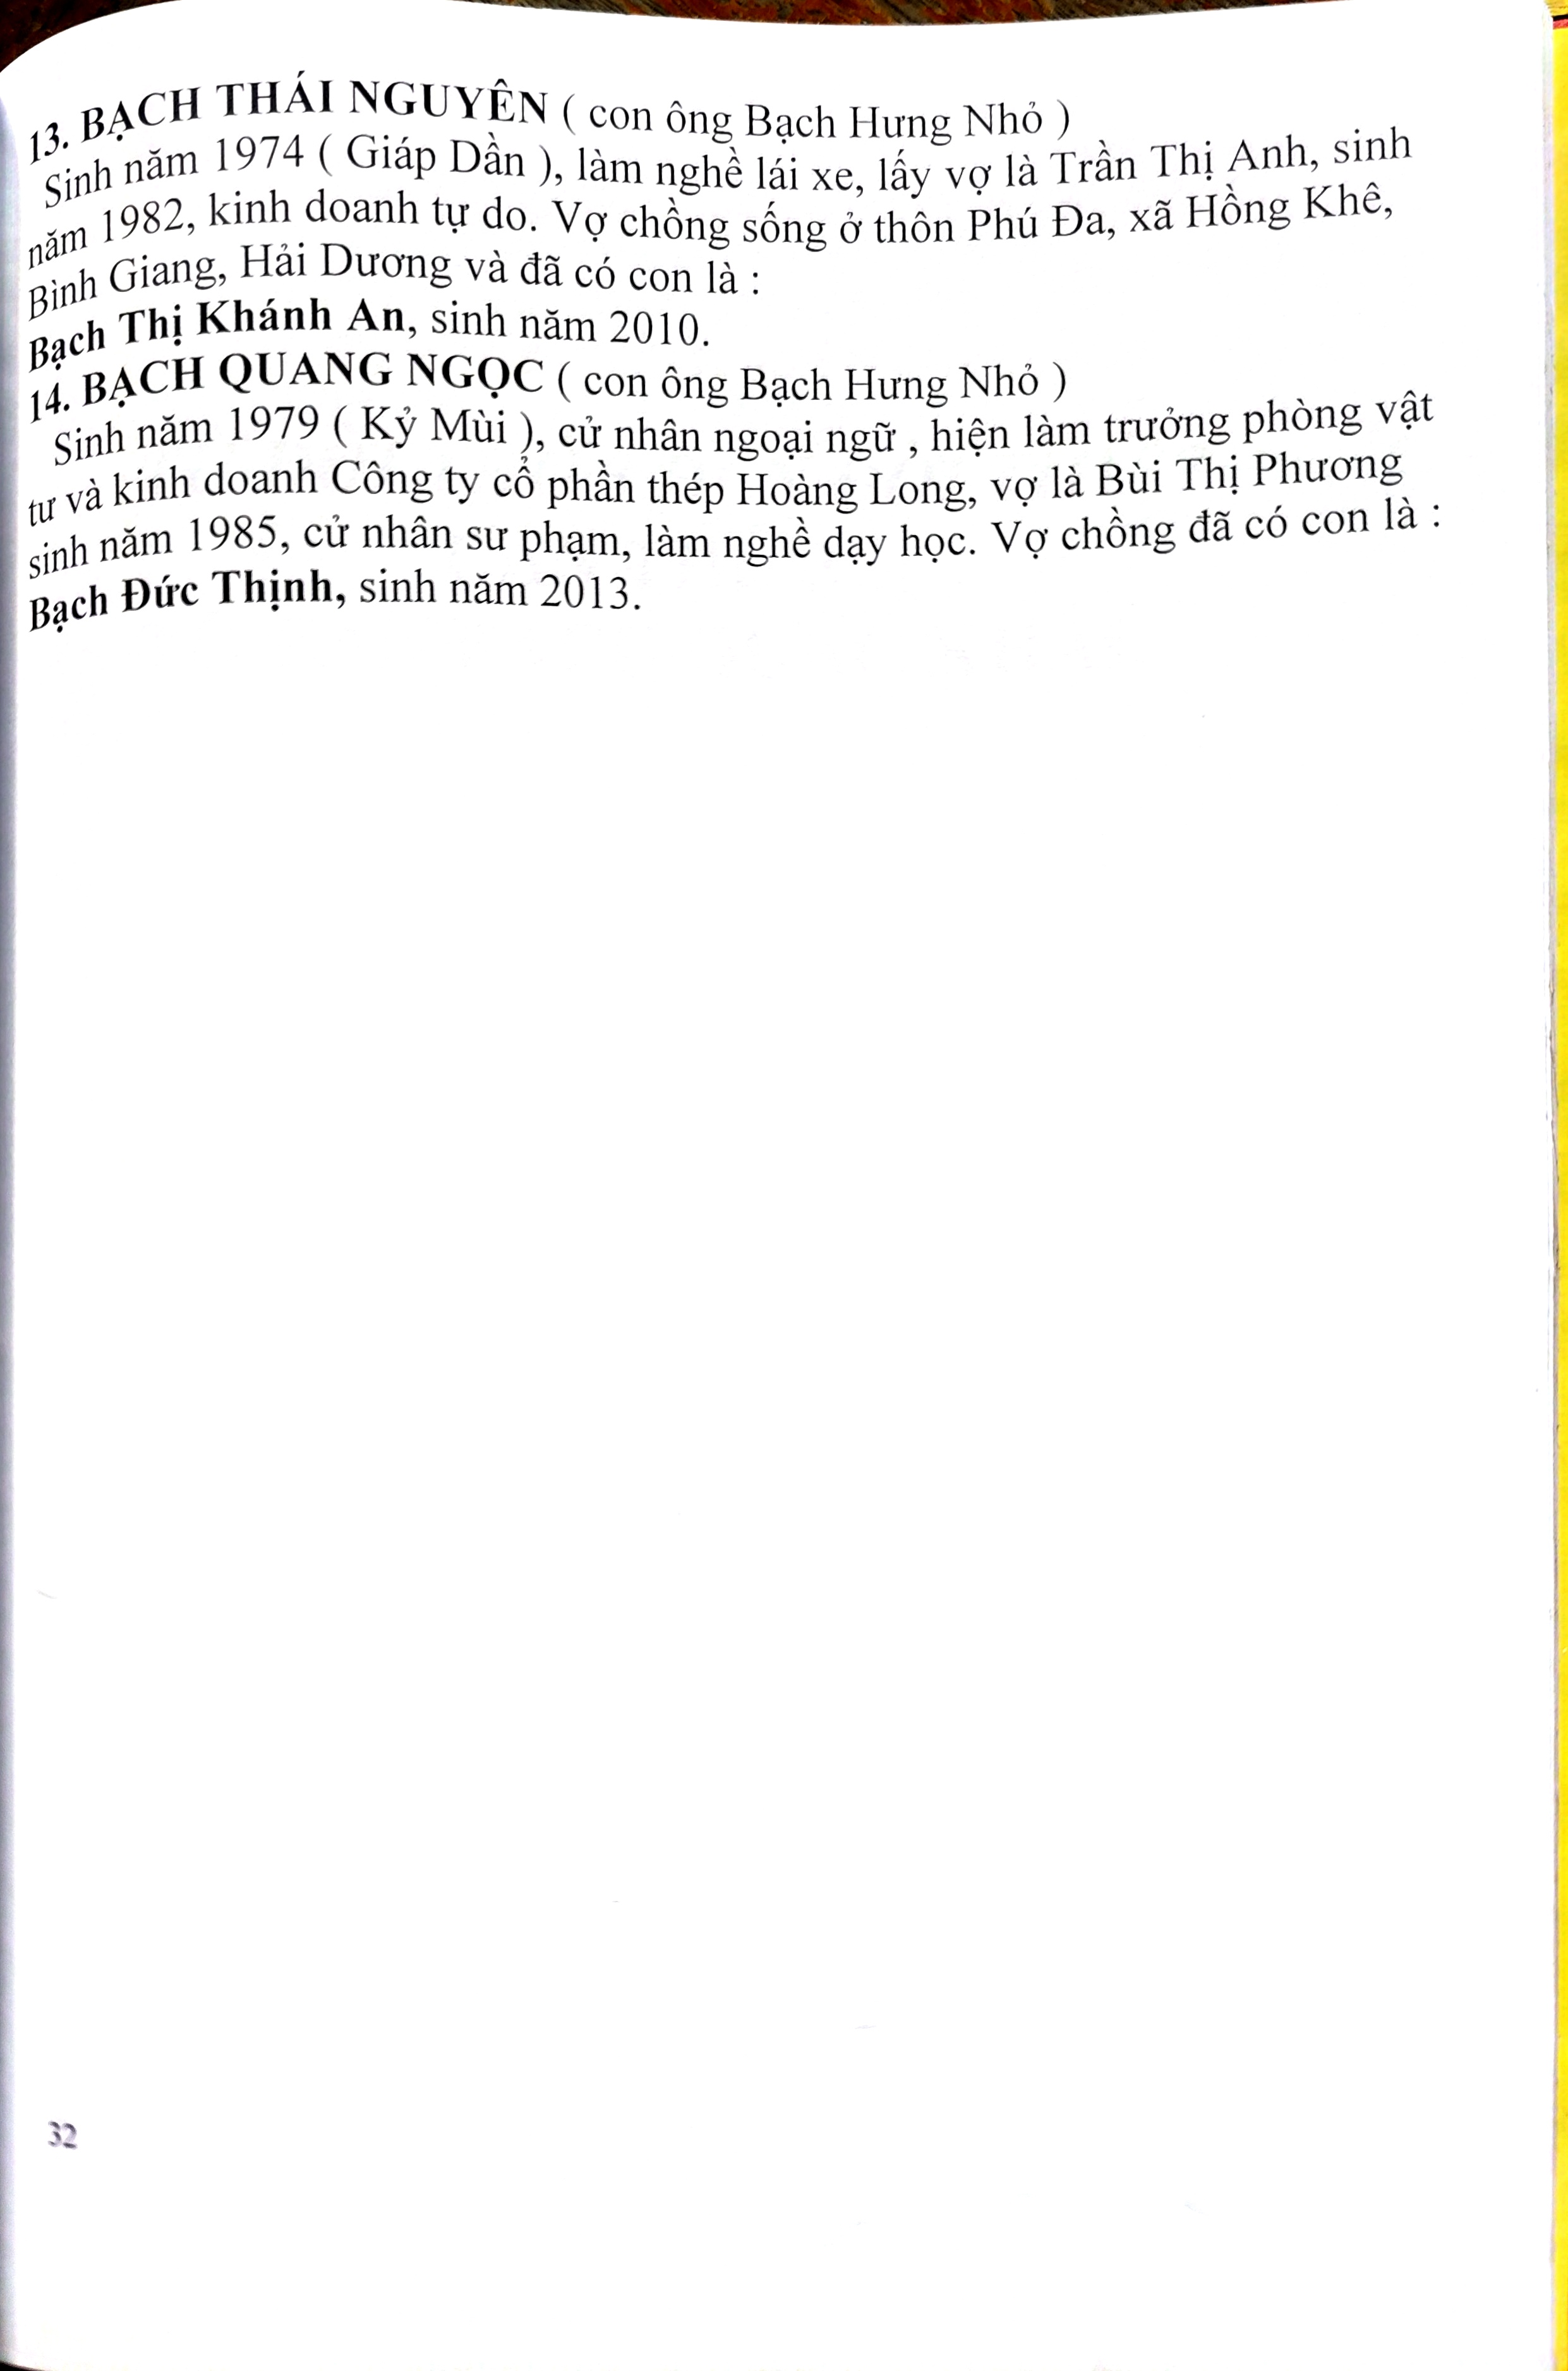 13. BẠCH THÁI NGUYÊN ( con ông Bạch Hưng Nhỏ )
Sinh năm 1974 ( Giáp Dần ), làm nghề lái xe, lấy vợ là Trần Thị Anh, sinh
năm 1982, kinh doanh tự do. Vợ chồng sống ở thôn Phú Đa, xã Hồng Khê,
Bình Giang, Hải Dương và đã có con là :
Bạch Thị Khánh An, sinh năm 2010.
14. BẠCH QUANG NGỌC ( con ông Bạch Hưng Nhỏ )
Sinh năm 1979 ( Kỷ Mùi ), cử nhân ngoại ngữ , hiện làm trưởng phòng vật
tư và kinh doanh Công ty cổ phần thép Hoàng Long, vợ là Bùi Thị Phương
sinh năm 1985, cử nhân sư phạm, làm nghề dạy học. Vợ chồng đã có con là :
Bạch Đức Thịnh, sinh năm 2013.
32